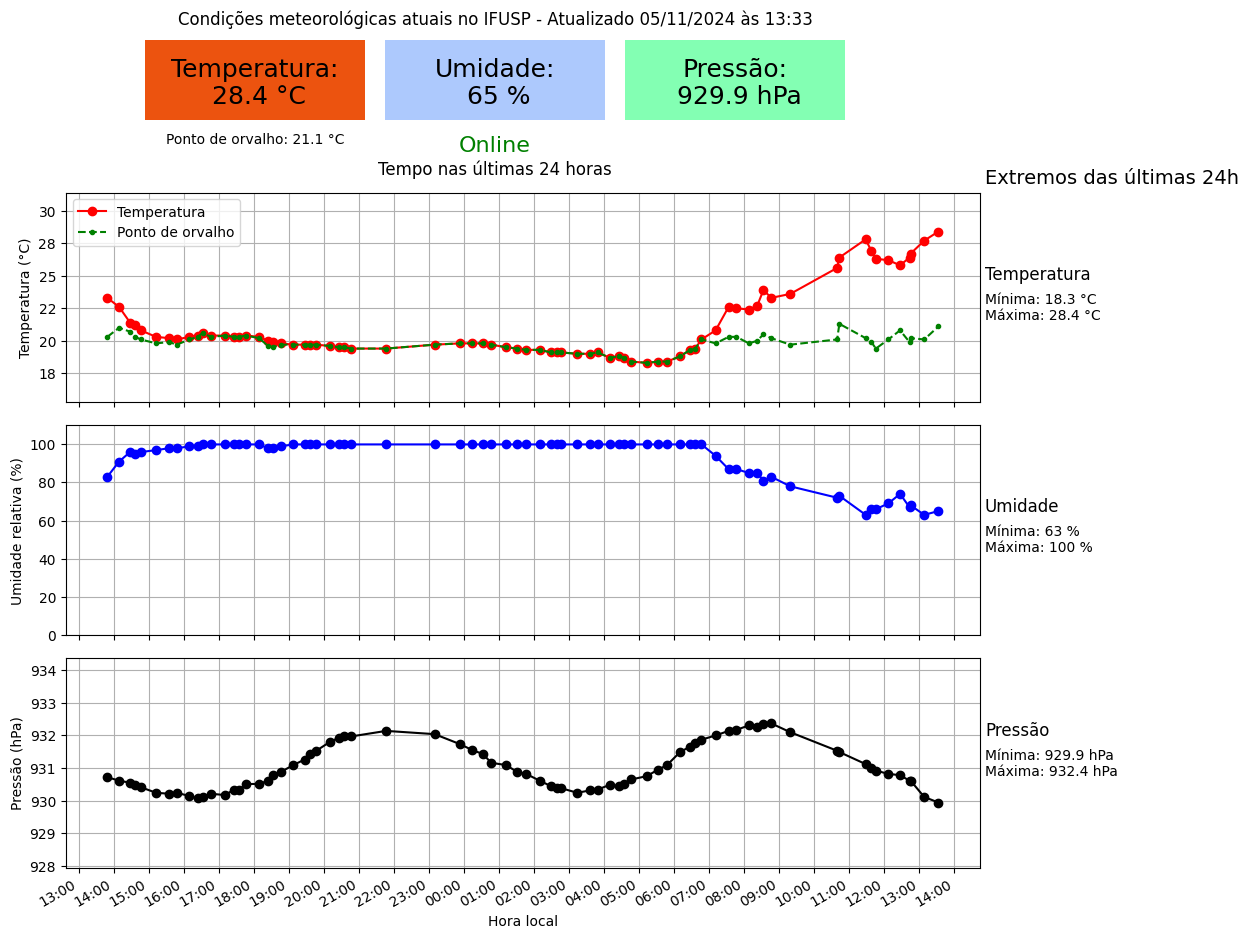 Condições meteorológicas atuais no IFUSP - Atualizado 05/11/2024 às 13:33
Temperatura:
28.4 °C
Umidade:
65 %
Pressão:
929.9 hPa
Ponto de orvalho: 21.1 °C
Online
Tempo nas últimas 24 horas
Extremos das últimas 24h
Temperatura
Ponto de orvalho
Temperatura (°C)
30
28
25
22
20
18
Temperatura
Mínima: 18.3 °C
Máxima: 28.4 °C
Umidade relativa (%)
100
80
60
40
20
0
Umidade
Mínima: 63 %
Máxima: 100 %
Pressão (hPa)
934
933
932
931
930
929
928
Pressão
Mínima: 929.9 hPa
Máxima: 932.4 hPa
13:00 14:00 15:00 16:00 17:00 18:00 19:00 20:00 21:00 22:00 23:00 00:00 01:00 02:00 03:00 04:00 05:00 06:00 07:00 08:00 09:00 10:00 11:00 12:00 13:00 14:00
Hora local